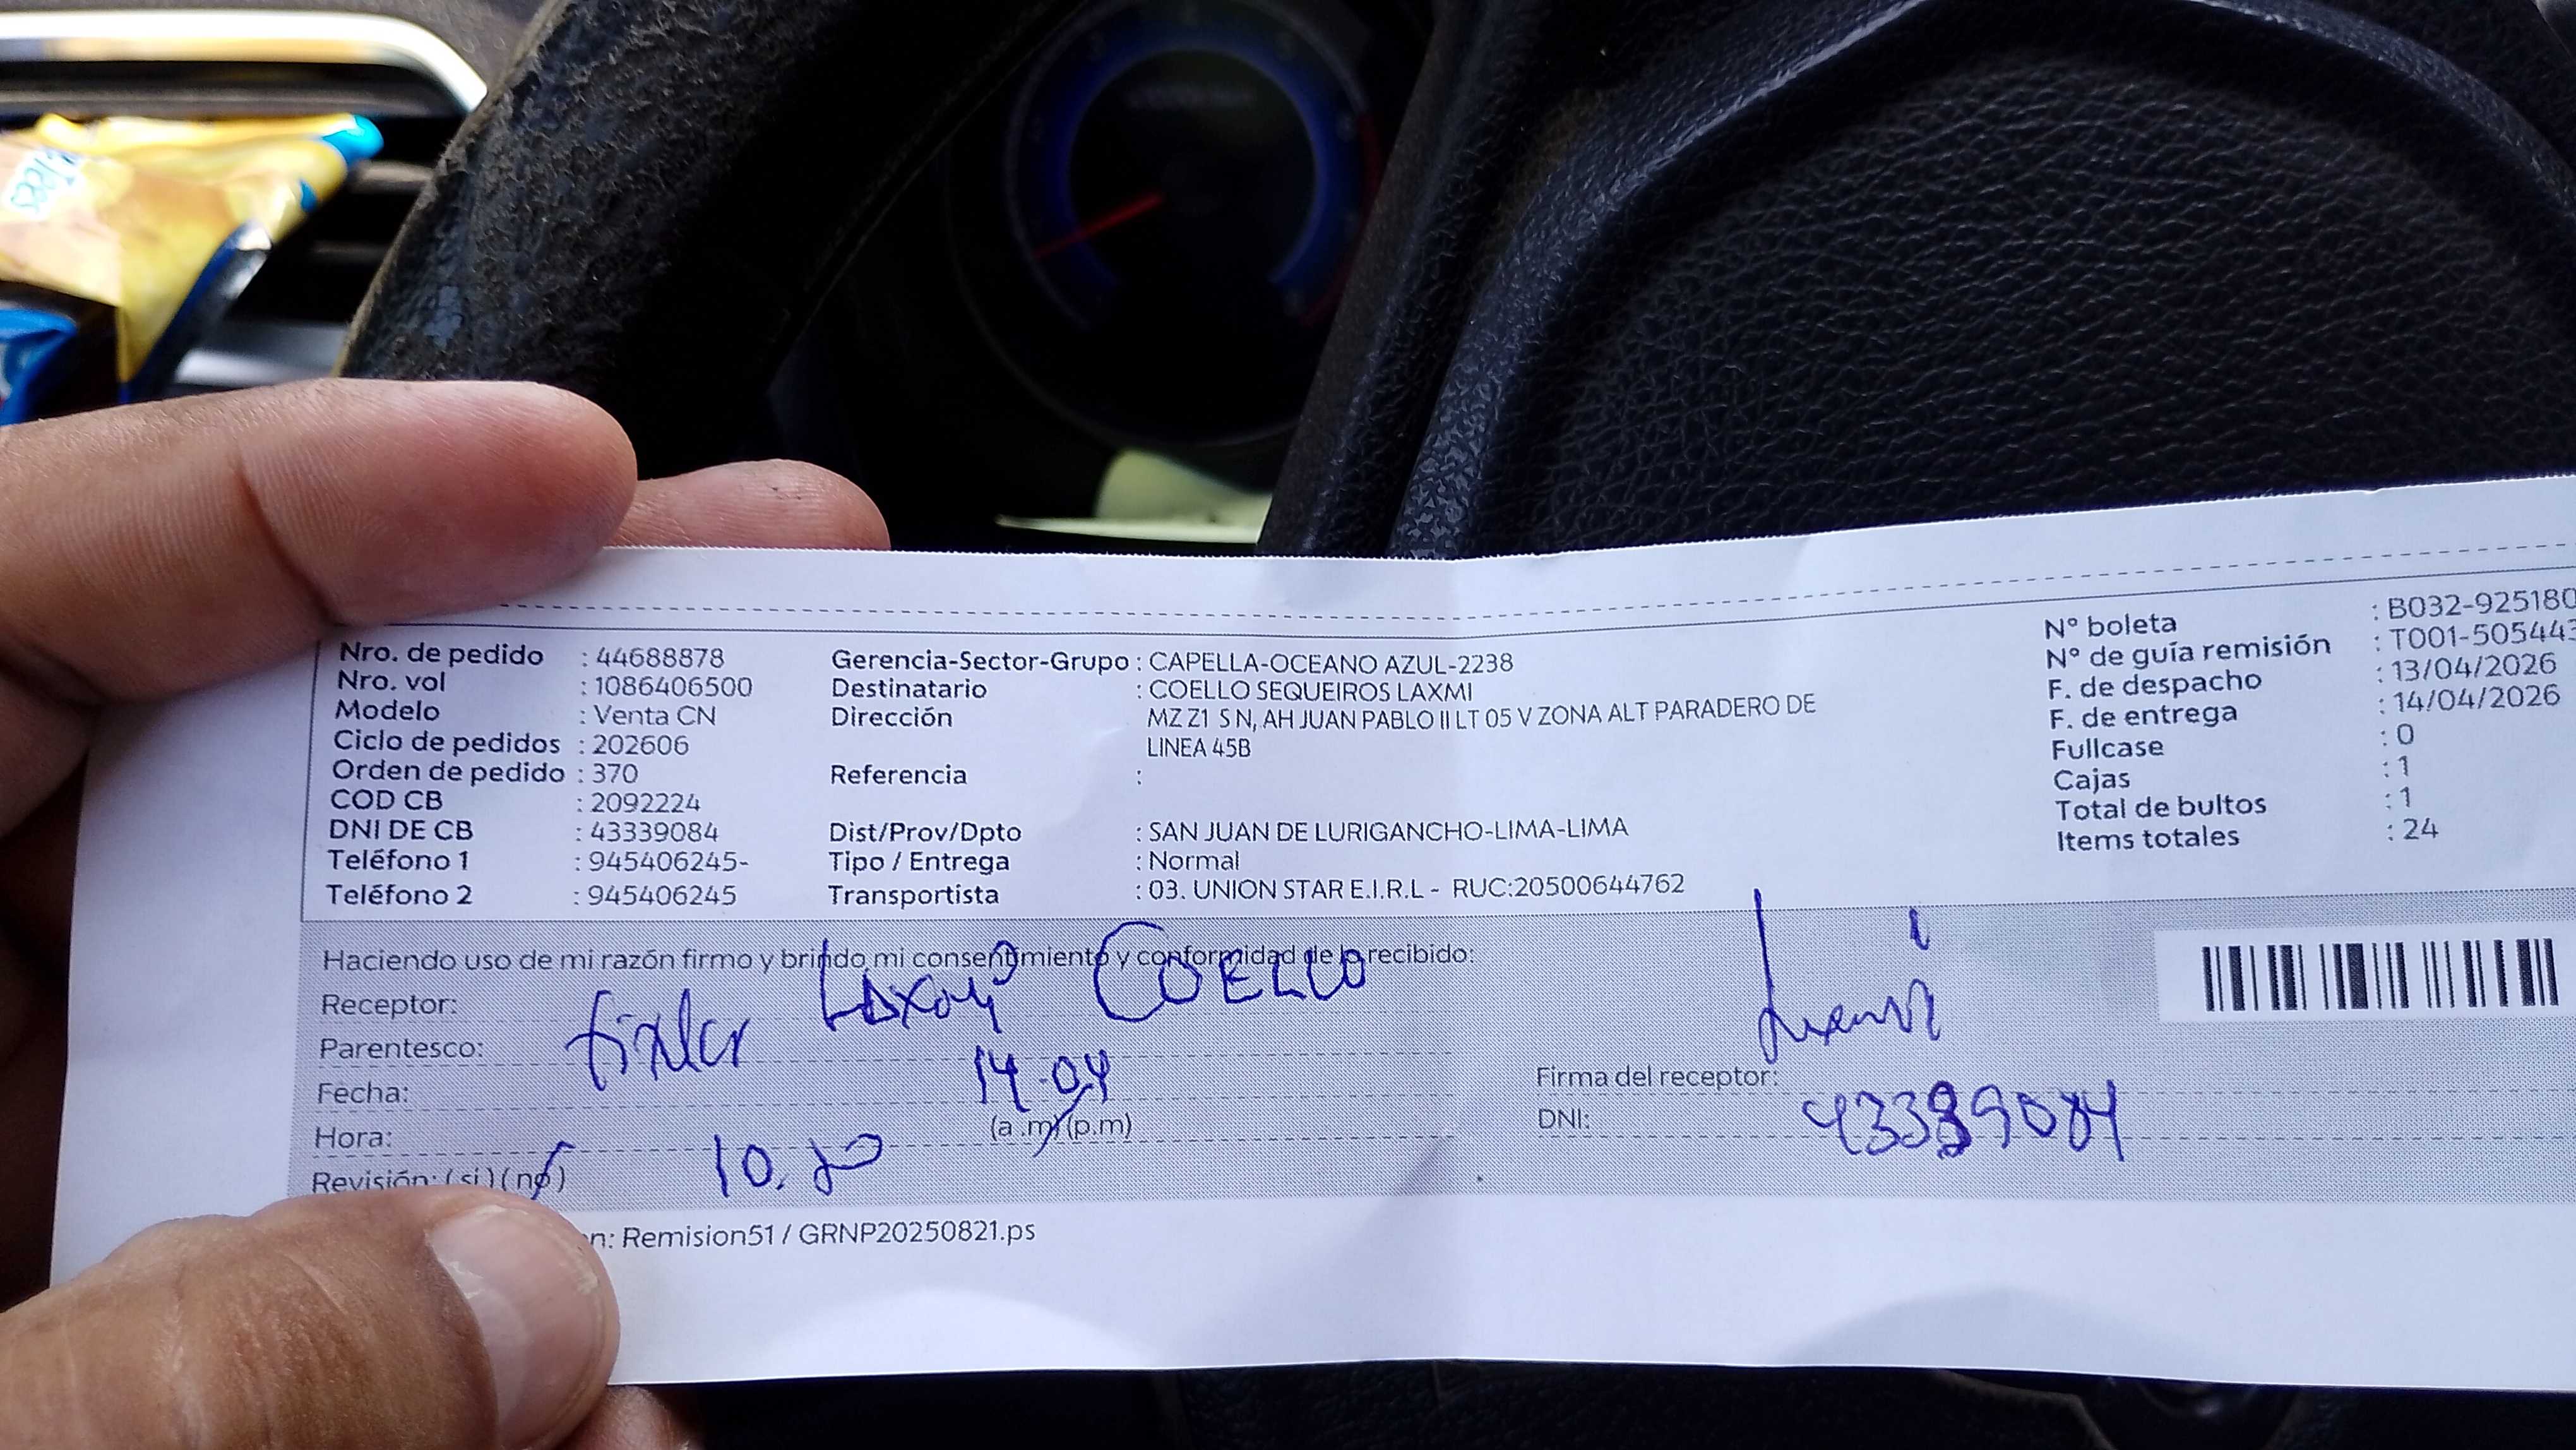 Nro. de pedido : 44688878
Nro. vol : 1086406500
Modelo : Venta CN
Ciclo de pedidos : 202606
Orden de pedido : 370
COD CB : 2092224
DNI DE CB : 43339084
Teléfono 1 : 945406245-
Teléfono 2 : 945406245
Gerencia-Sector-Grupo : CAPELLA-OCEANO AZUL-2238
Destinatario : COELLO SEQUEIROS LAXMI
Dirección : MZ Z1 S N, AH JUAN PABLO II LT 05 V ZONA ALT PARADERO DE
LINEA 45B
Referencia :
Dist/Prov/Dpto : SAN JUAN DE LURIGANCHO-LIMA-LIMA
Tipo / Entrega : Normal
Transportista : 03. UNION STAR E.I.R.L - RUC:20500644762
N° boleta : B032-925180
N° de guía remisión : T001-505443
F. de despacho : 13/04/2026
F. de entrega : 14/04/2026
Fullcase : 0
Cajas : 1
Total de bultos : 1
Items totales : 24
Haciendo uso de mi razón firmo y brindo mi consentimiento y conformidad de lo recibido:
Receptor: Laxmi COELLO
Parentesco:
Fecha: 14-04
Hora: 10. (a.m)(p.m)
Revisión: (si)(no)
Firma del receptor:
DNI: 43339084
n: Remision51 / GRNP20250821.ps